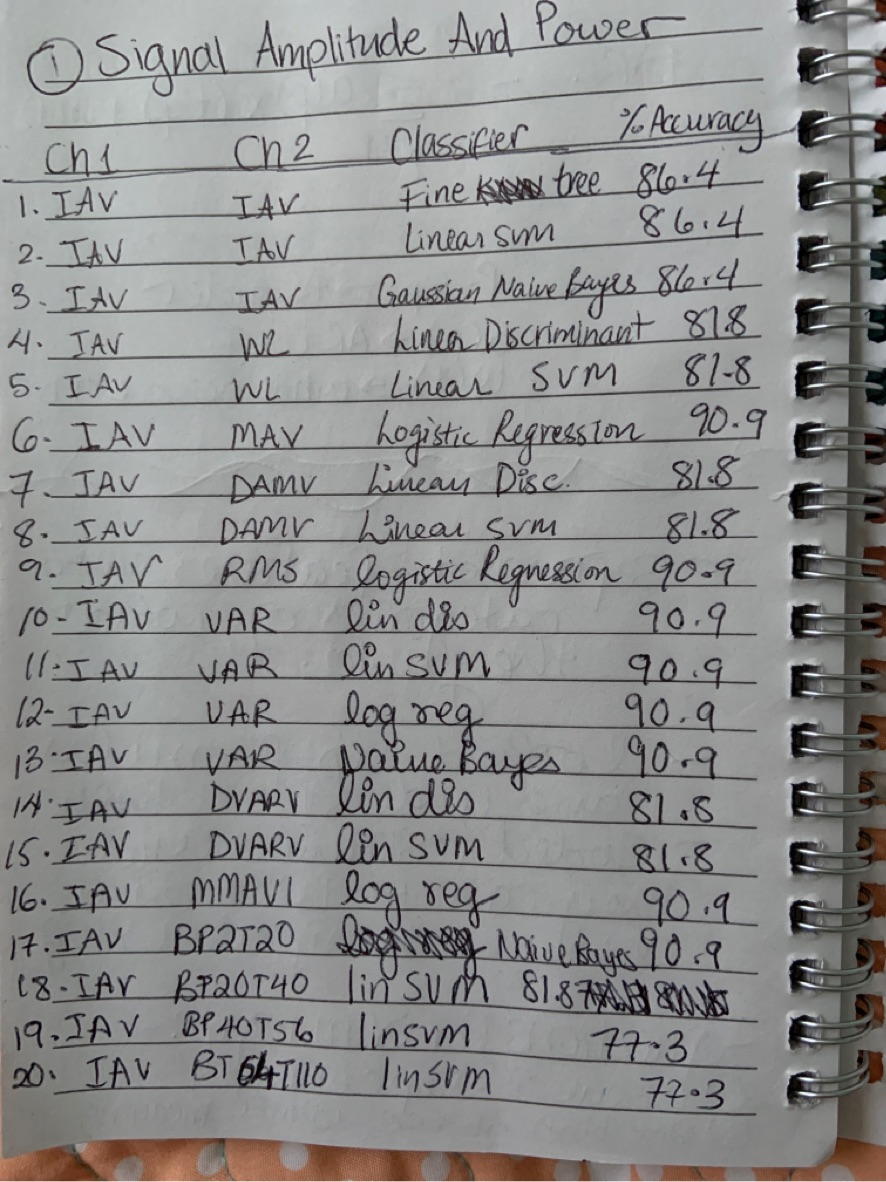 ① Signal Amplitude And Power
Ch1 Ch2 Classifier % Accuracy
1. IAV IAV Fine tree 86.4
2. IAV IAV Linear SVM 86.4
3. IAV IAV Gaussian Naive Bayes 86.4
4. IAV WL Linea Discriminant 81.8
5. IAV WL Linear SVM 81.8
6. IAV MAV Logistic Regression 90.9
7. IAV DAMV Linear Disc. 81.8
8. IAV DAMV Linear SVM 81.8
9. IAV RMS logistic Regression 90.9
10- IAV VAR lin dis 90.9
11- IAV VAR lin SVM 90.9
12- IAV VAR log reg 90.9
13. IAV VAR Naive Bayes 90.9
14. IAV DVARV lin dis 81.8
15. IAV DVARV lin SVM 81.8
16. IAV MMAV1 log reg 90.9
17. IAV BP2T20 Naive Bayes 90.9
18- IAV BP20T40 lin SVM 81.8
19. IAV BP40T56 linsvm 77.3
20. IAV BT64T110 linsvm 77.3